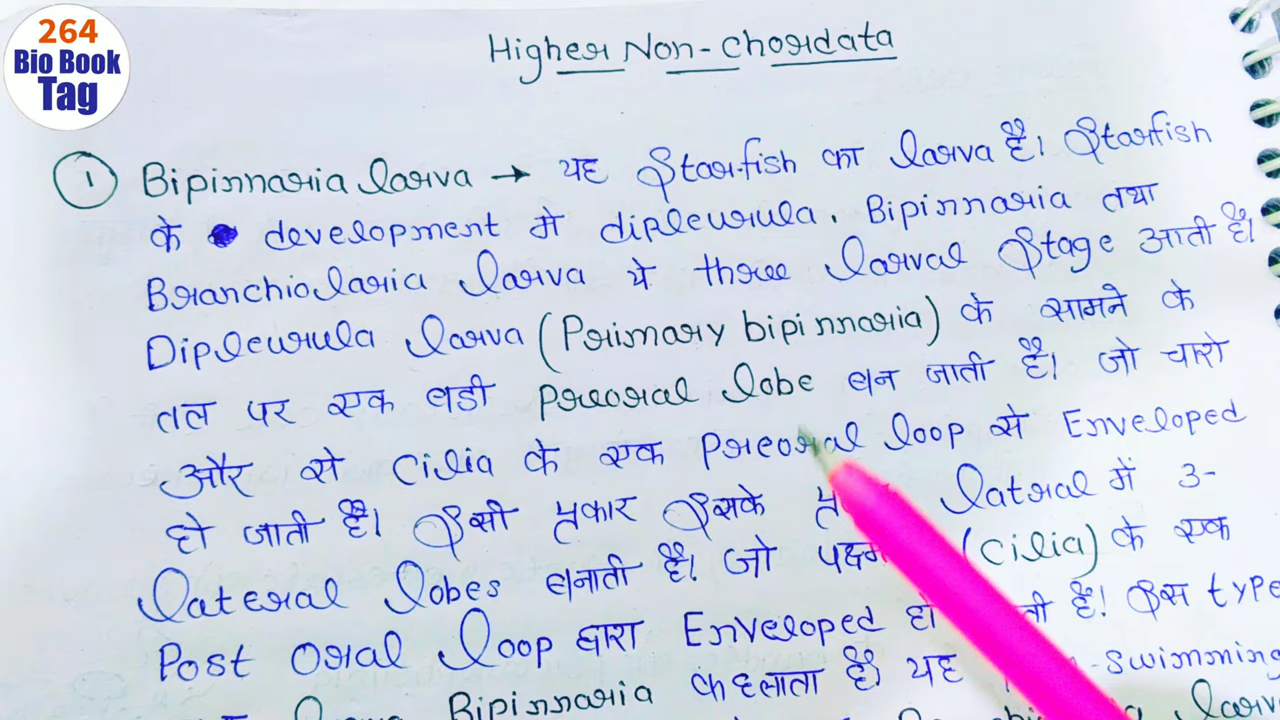 264
Bio Book
Tag
Higher Non-Chordata
① Bipinnaria larva → यह Starfish का larva है। Starfish
के development मे dipleurula, Bipinnaria तथा
Branchiolaria larva ये three larval Stage आती है।
Dipleurula larva (Primary bipinnaria) के सामने के
तल पर एक बडी preoral lobe बन जाती है। जो चारो
और से Cilia के एक Preoral loop से Enveloped
हो जाती है। इसी प्रकार इसके latral में 3-
lateral lobes बनाती है। जो (Cilia) के एक
Post Oral loop द्वारा Enveloped हो है। इस type
Bipinnaria कहलाता है। यह -swimming